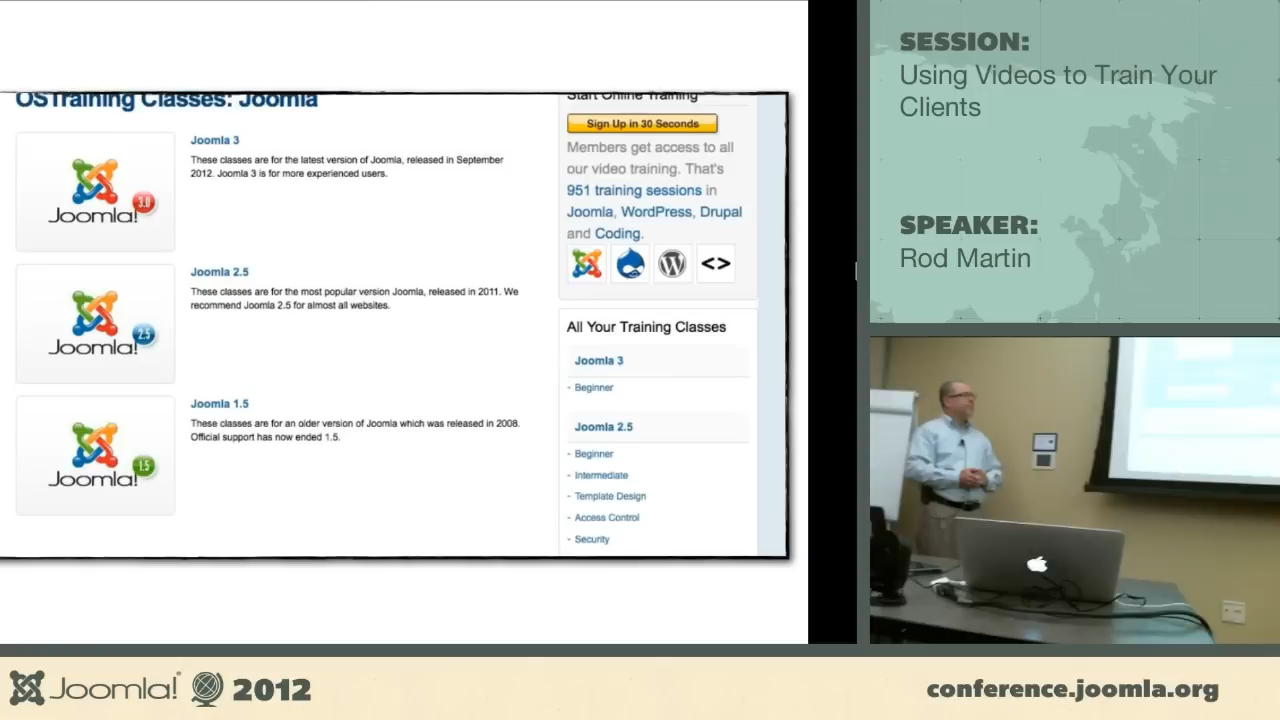 OSTraining Classes: Joomla
Joomla 3
These classes are for the latest version of Joomla, released in September
2012. Joomla 3 is for more experienced users.
Joomla! 3.0
Joomla 2.5
These classes are for the most popular version Joomla, released in 2011. We
recommend Joomla 2.5 for almost all websites.
Joomla! 2.5
Joomla 1.5
These classes are for an older version of Joomla which was released in 2008.
Official support has now ended 1.5.
Joomla! 1.5
Start Online Training
Sign Up in 30 Seconds
Members get access to all
our video training. That's
951 training sessions in
Joomla, WordPress, Drupal
and Coding.
<>
All Your Training Classes
Joomla 3
- Beginner
Joomla 2.5
- Beginner
- Intermediate
- Template Design
- Access Control
- Security
SESSION:
Using Videos to Train Your
Clients
SPEAKER:
Rod Martin
Joomla!® 2012
conference.joomla.org